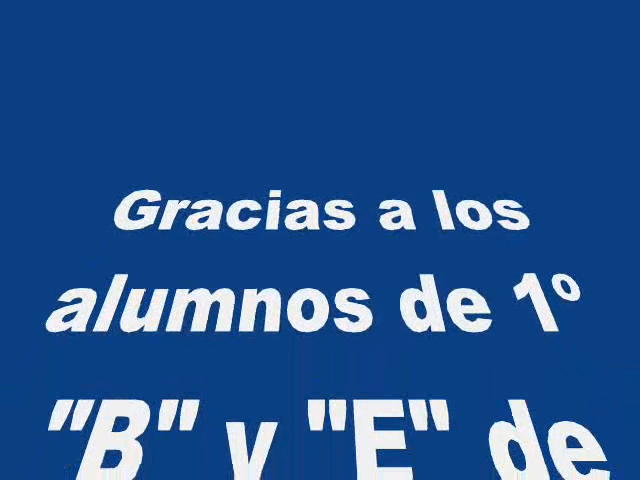 Gracias a los
alumnos de 1º
"B" y "E" de